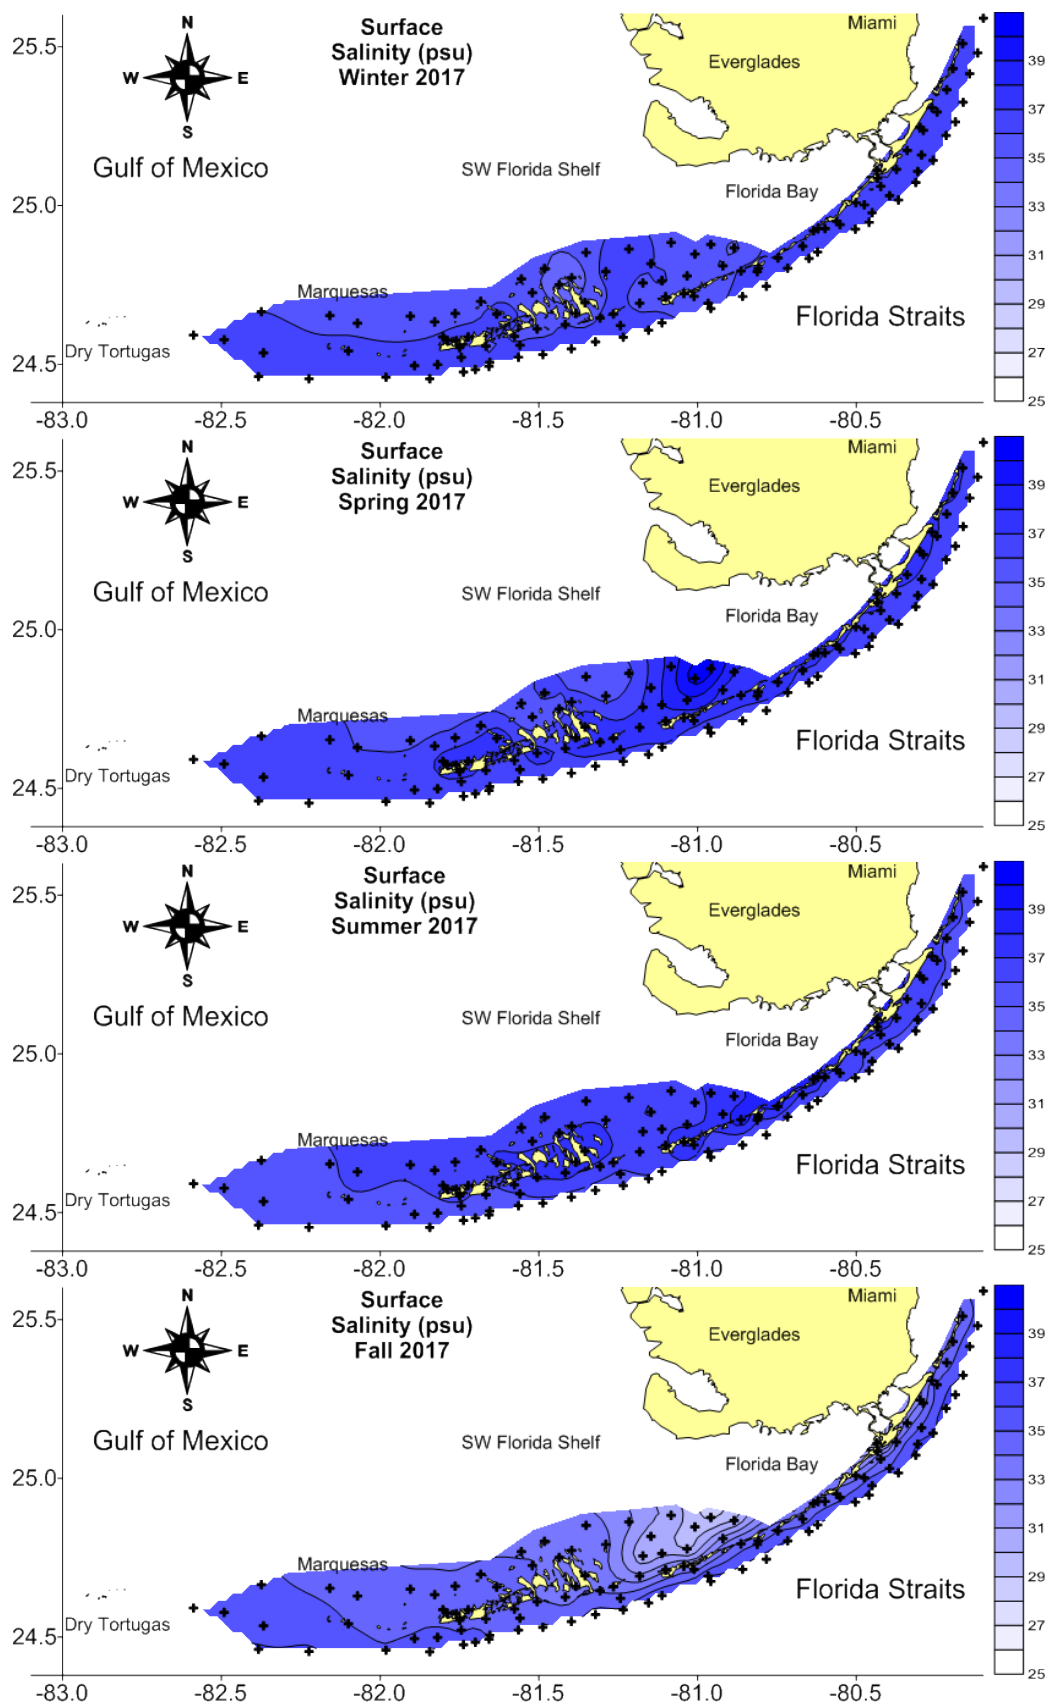 N
W E
S
Surface
Salinity (psu)
Winter 2017
Miami
Everglades
Gulf of Mexico
SW Florida Shelf
Florida Bay
Marquesas
Dry Tortugas
Florida Straits
25.5
25.0
24.5
-83.0 -82.5 -82.0 -81.5 -81.0 -80.5
39
37
35
33
31
29
27
25
N
W E
S
Surface
Salinity (psu)
Spring 2017
Miami
Everglades
Gulf of Mexico
SW Florida Shelf
Florida Bay
Marquesas
Dry Tortugas
Florida Straits
25.5
25.0
24.5
-83.0 -82.5 -82.0 -81.5 -81.0 -80.5
39
37
35
33
31
29
27
25
N
W E
S
Surface
Salinity (psu)
Summer 2017
Miami
Everglades
Gulf of Mexico
SW Florida Shelf
Florida Bay
Marquesas
Dry Tortugas
Florida Straits
25.5
25.0
24.5
-83.0 -82.5 -82.0 -81.5 -81.0 -80.5
39
37
35
33
31
29
27
25
N
W E
S
Surface
Salinity (psu)
Fall 2017
Miami
Everglades
Gulf of Mexico
SW Florida Shelf
Florida Bay
Marquesas
Dry Tortugas
Florida Straits
25.5
25.0
24.5
-83.0 -82.5 -82.0 -81.5 -81.0 -80.5
39
37
35
33
31
29
27
25